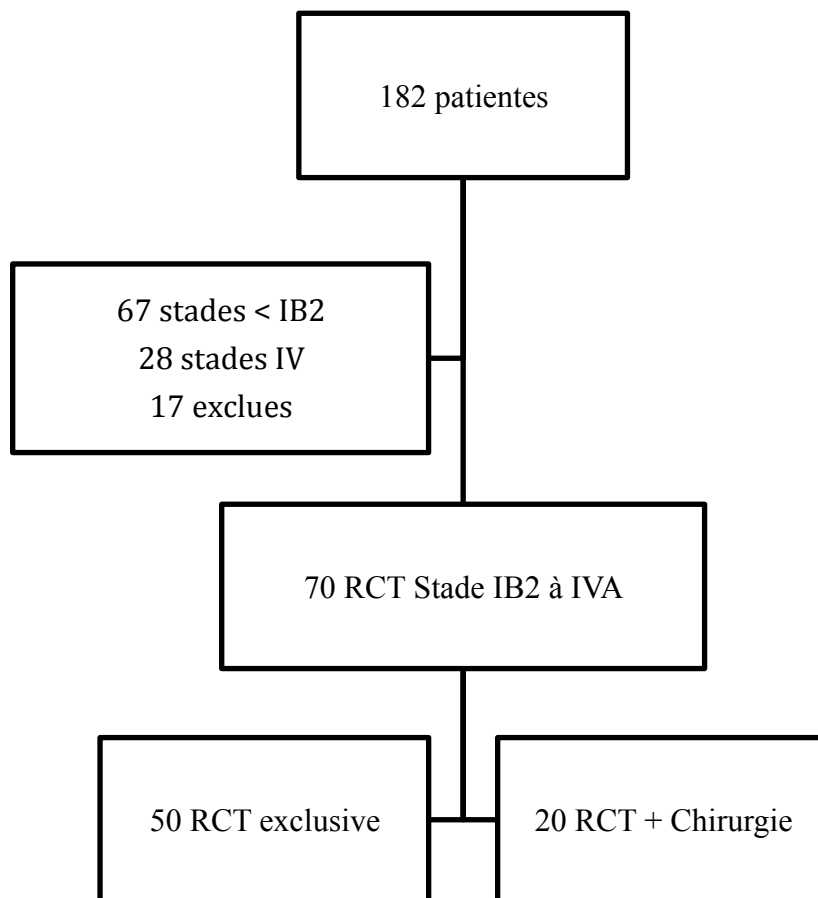 182 patientes
67 stades < IB2
28 stades IV
17 exclues
70 RCT Stade IB2 à IVA
50 RCT exclusive
20 RCT + Chirurgie